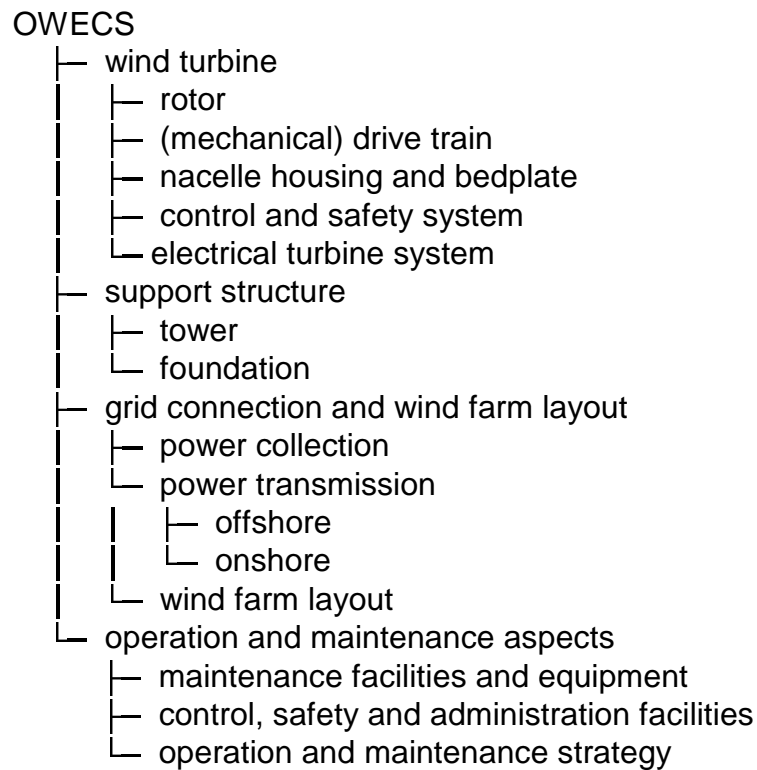 OWECS
wind turbine
rotor
(mechanical) drive train
nacelle housing and bedplate
control and safety system
electrical turbine system
support structure
tower
foundation
grid connection and wind farm layout
power collection
power transmission
offshore
onshore
wind farm layout
operation and maintenance aspects
maintenance facilities and equipment
control, safety and administration facilities
operation and maintenance strategy